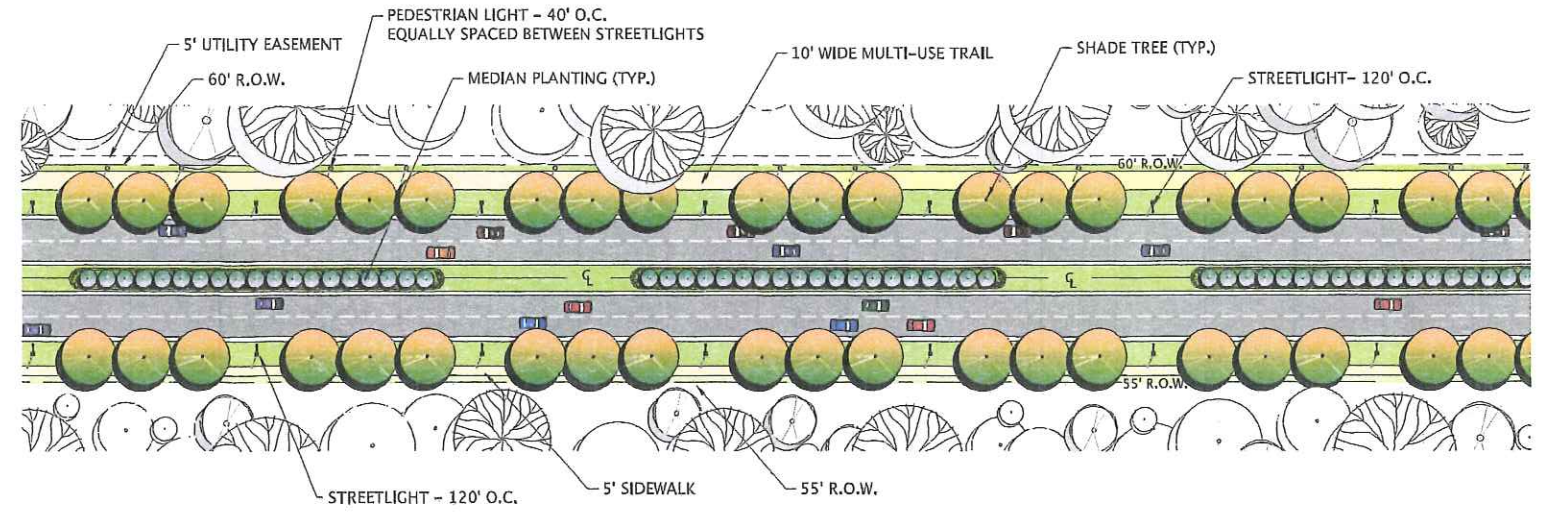 PEDESTRIAN LIGHT - 40' O.C.
EQUALLY SPACED BETWEEN STREETLIGHTS
5' UTILITY EASEMENT
60' R.O.W.
MEDIAN PLANTING (TYP.)
10' WIDE MULTI-USE TRAIL
SHADE TREE (TYP.)
STREETLIGHT- 120' O.C.
60' R.O.W.
CL
CL
55' R.O.W.
STREETLIGHT - 120' O.C.
5' SIDEWALK
55' R.O.W.